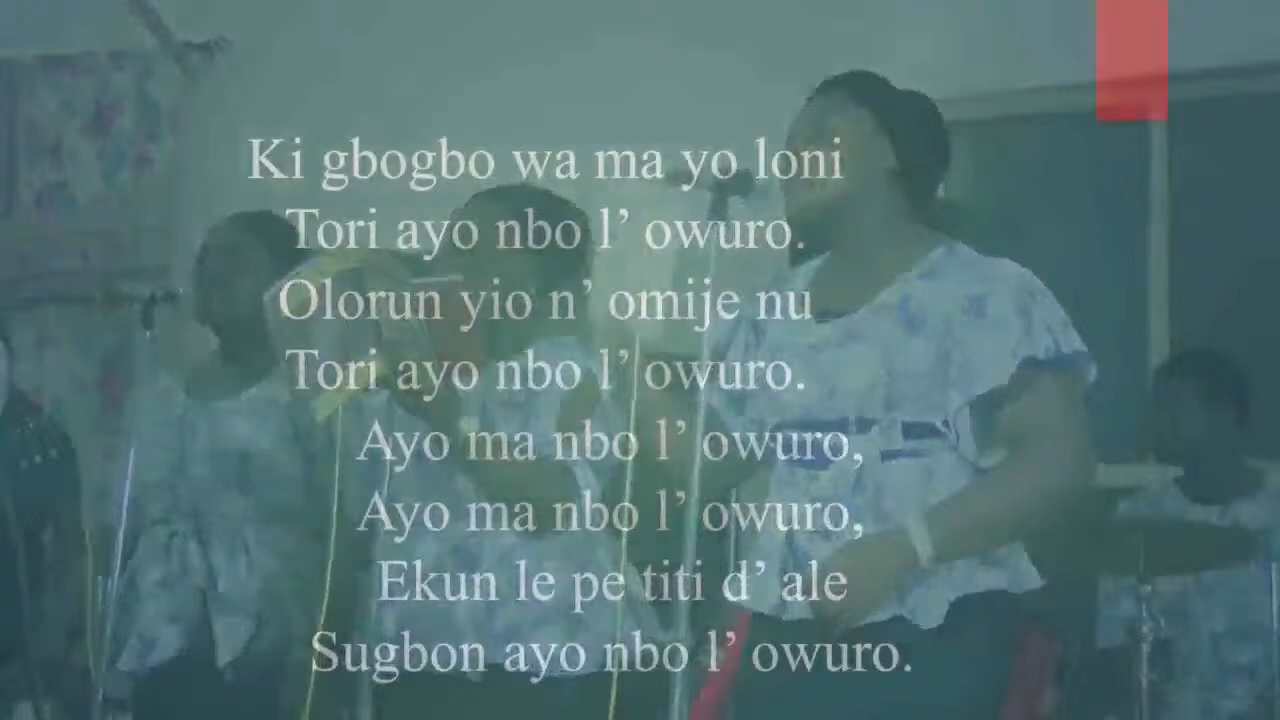 Ki gbogbo wa ma yo loni
Tori ayo nbo l’ owuro.
Olorun yio n’ omije nu
Tori ayo nbo l’ owuro.
Ayo ma nbo l’ owuro,
Ayo ma nbo l’ owuro,
Ekun le pe titi d’ ale
Sugbon ayo nbo l’ owuro.